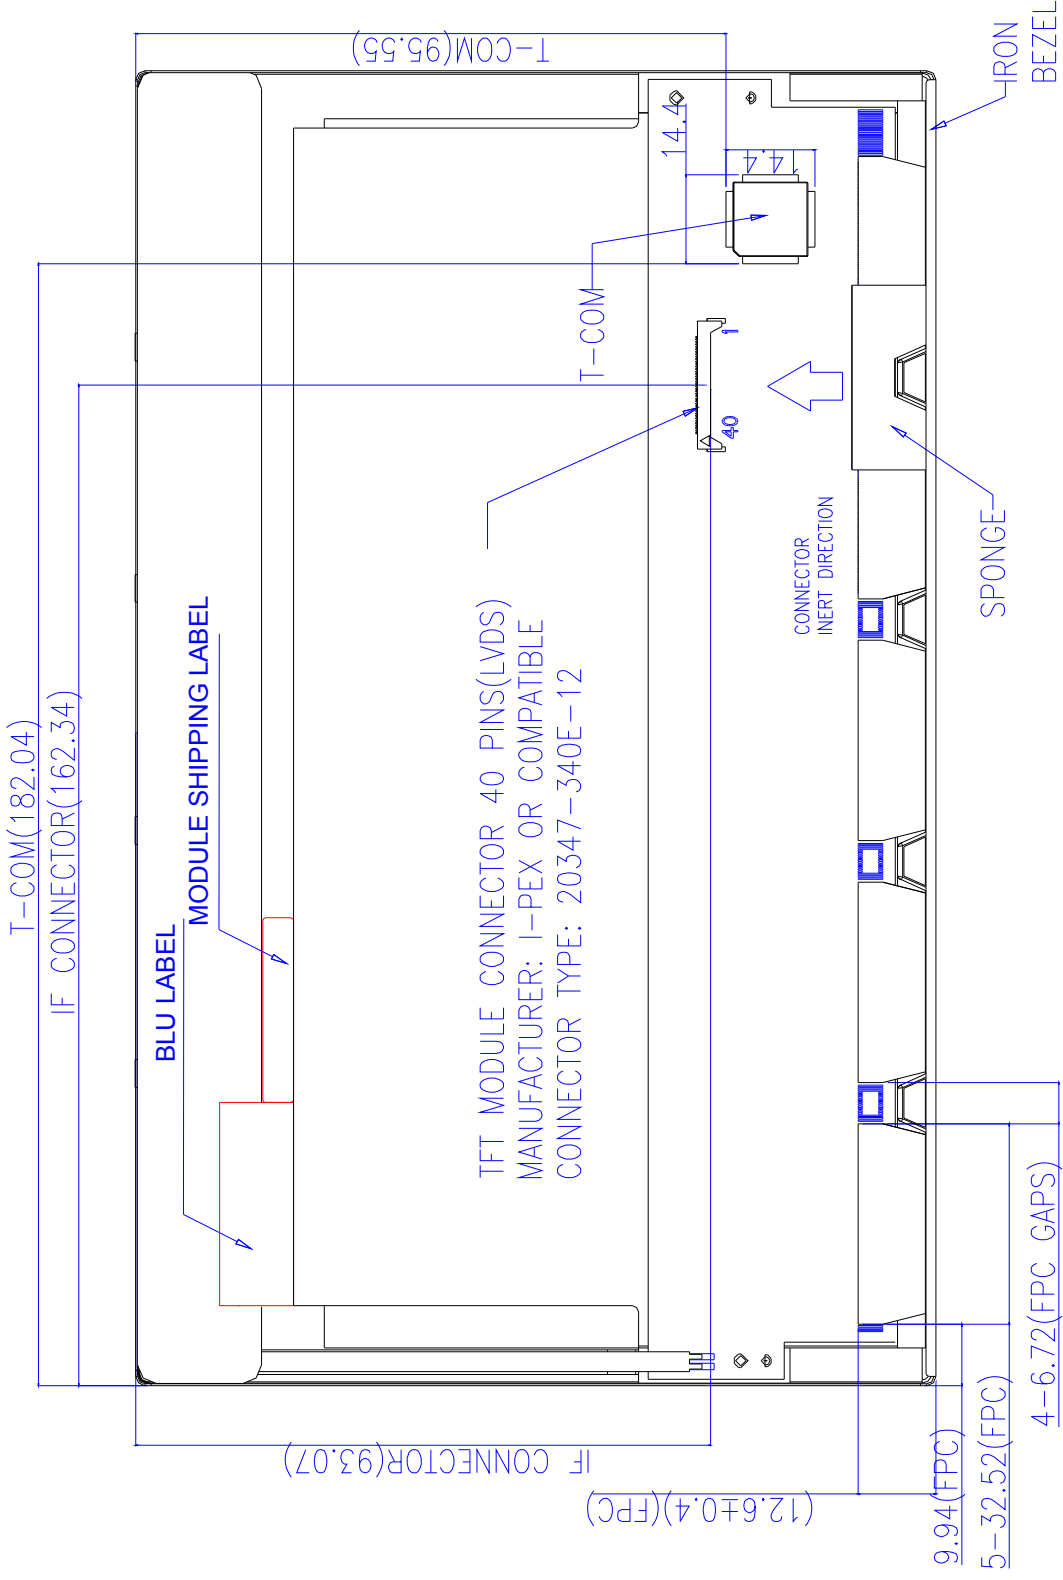 T-COM(182.04)
IF CONNECTOR(162.34)
BLU LABEL
MODULE SHIPPING LABEL
T-COM(95.55)
14.4
14.4
T-COM
IRON
BEZEL
1
40
TFT MODULE CONNECTOR 40 PINS(LVDS)
MANUFACTURER: I-PEX OR COMPATIBLE
CONNECTOR TYPE: 20347-340E-12
CONNECTOR
INERT DIRECTION
SPONGE
IF CONNECTOR(93.07)
(12.6±0.4)(FPC)
9.94(FPC)
5-32.52(FPC)
4-6.72(FPC GAPS)